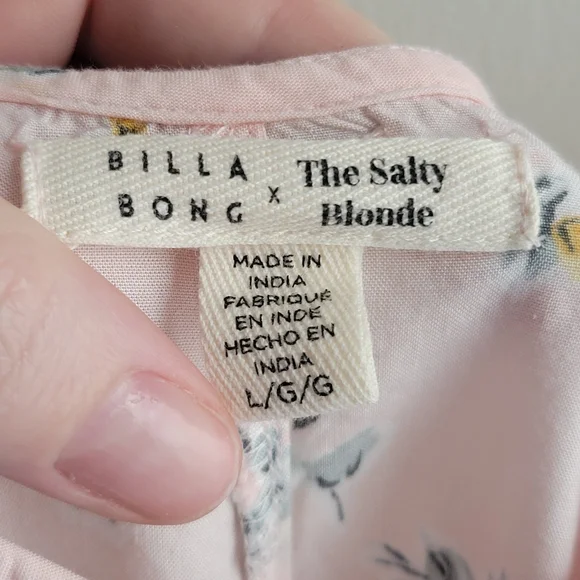 BILLA
BONG
x
The Salty
Blonde
MADE IN
INDIA
FABRIQUÉ
EN INDE
HECHO EN
INDIA
L/G/G